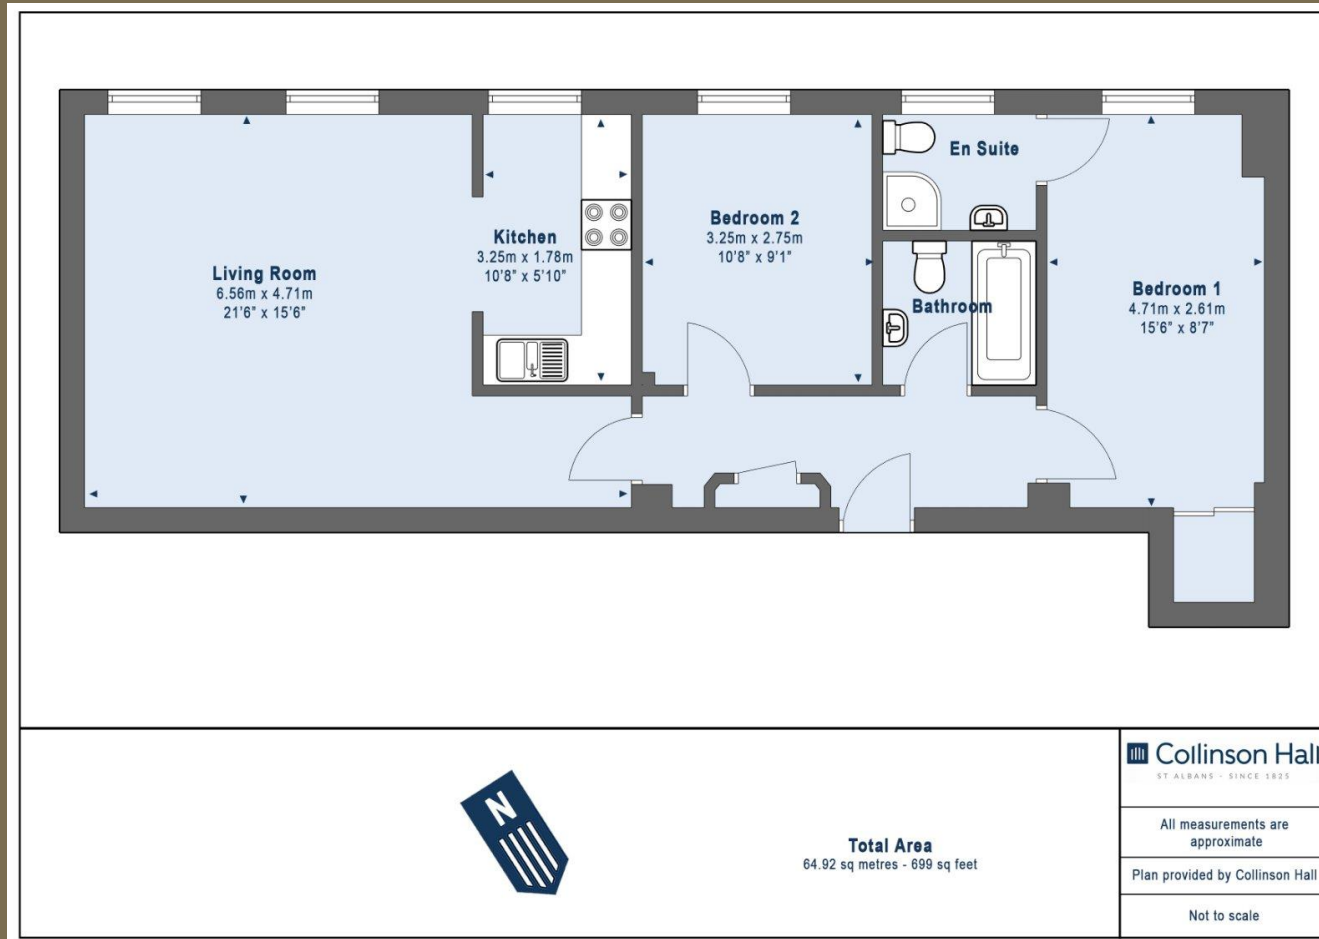 Living Room
6.56m x 4.71m
21'6" x 15'6"
Kitchen
3.25m x 1.78m
10'8" x 5'10"
Bedroom 2
3.25m x 2.75m
10'8" x 9'1"
En Suite
Bathroom
Bedroom 1
4.71m x 2.61m
15'6" x 8'7"
N
Total Area
64.92 sq metres - 699 sq feet
Collinson Hall
ST ALBANS - SINCE 1825
All measurements are
approximate
Plan provided by Collinson Hall
Not to scale